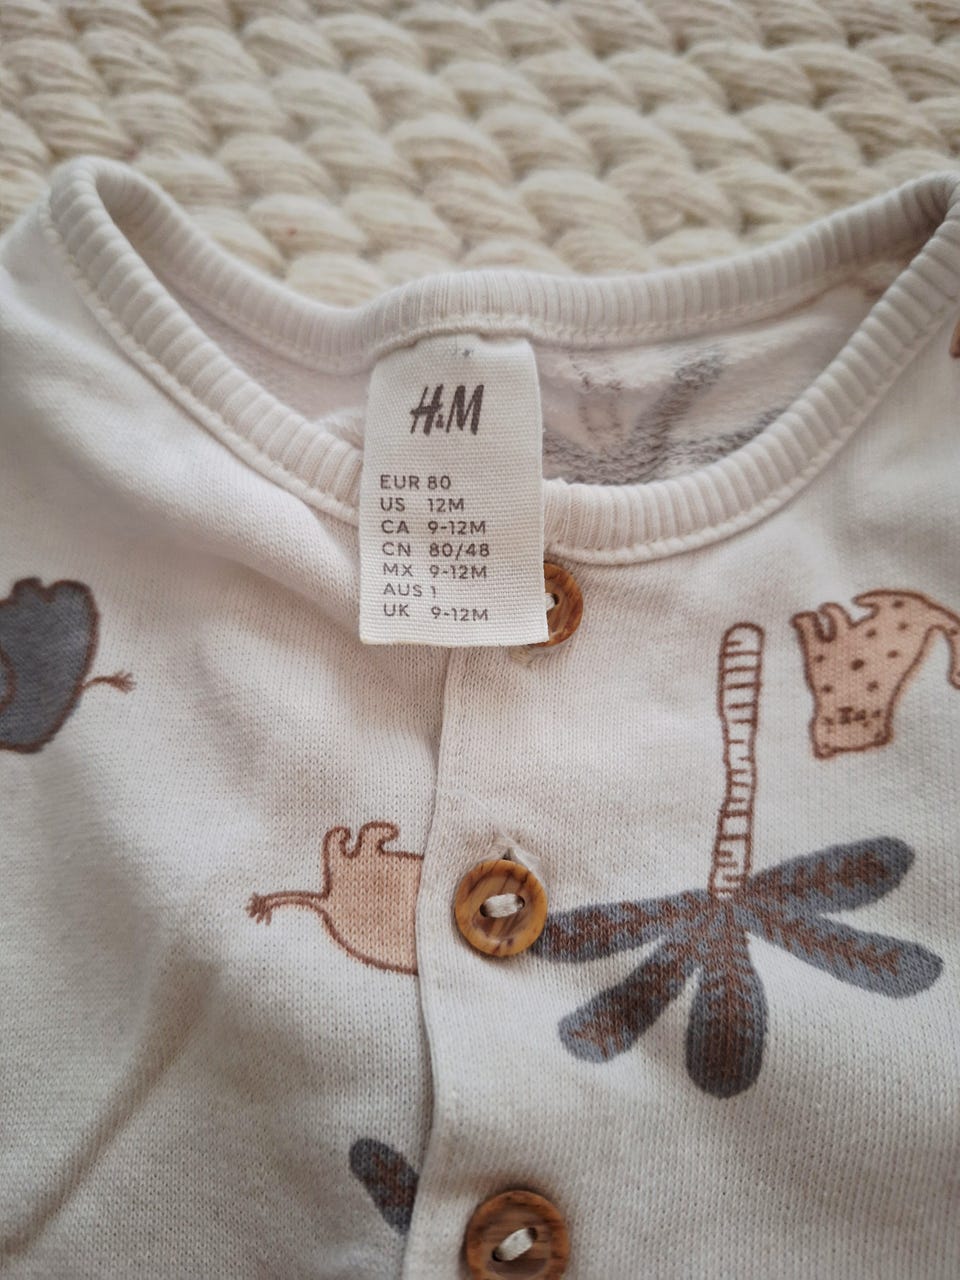 H&M
EUR 80
US 12M
CA 9-12M
CN 80/48
MX 9-12M
AUS 1
UK 9-12M